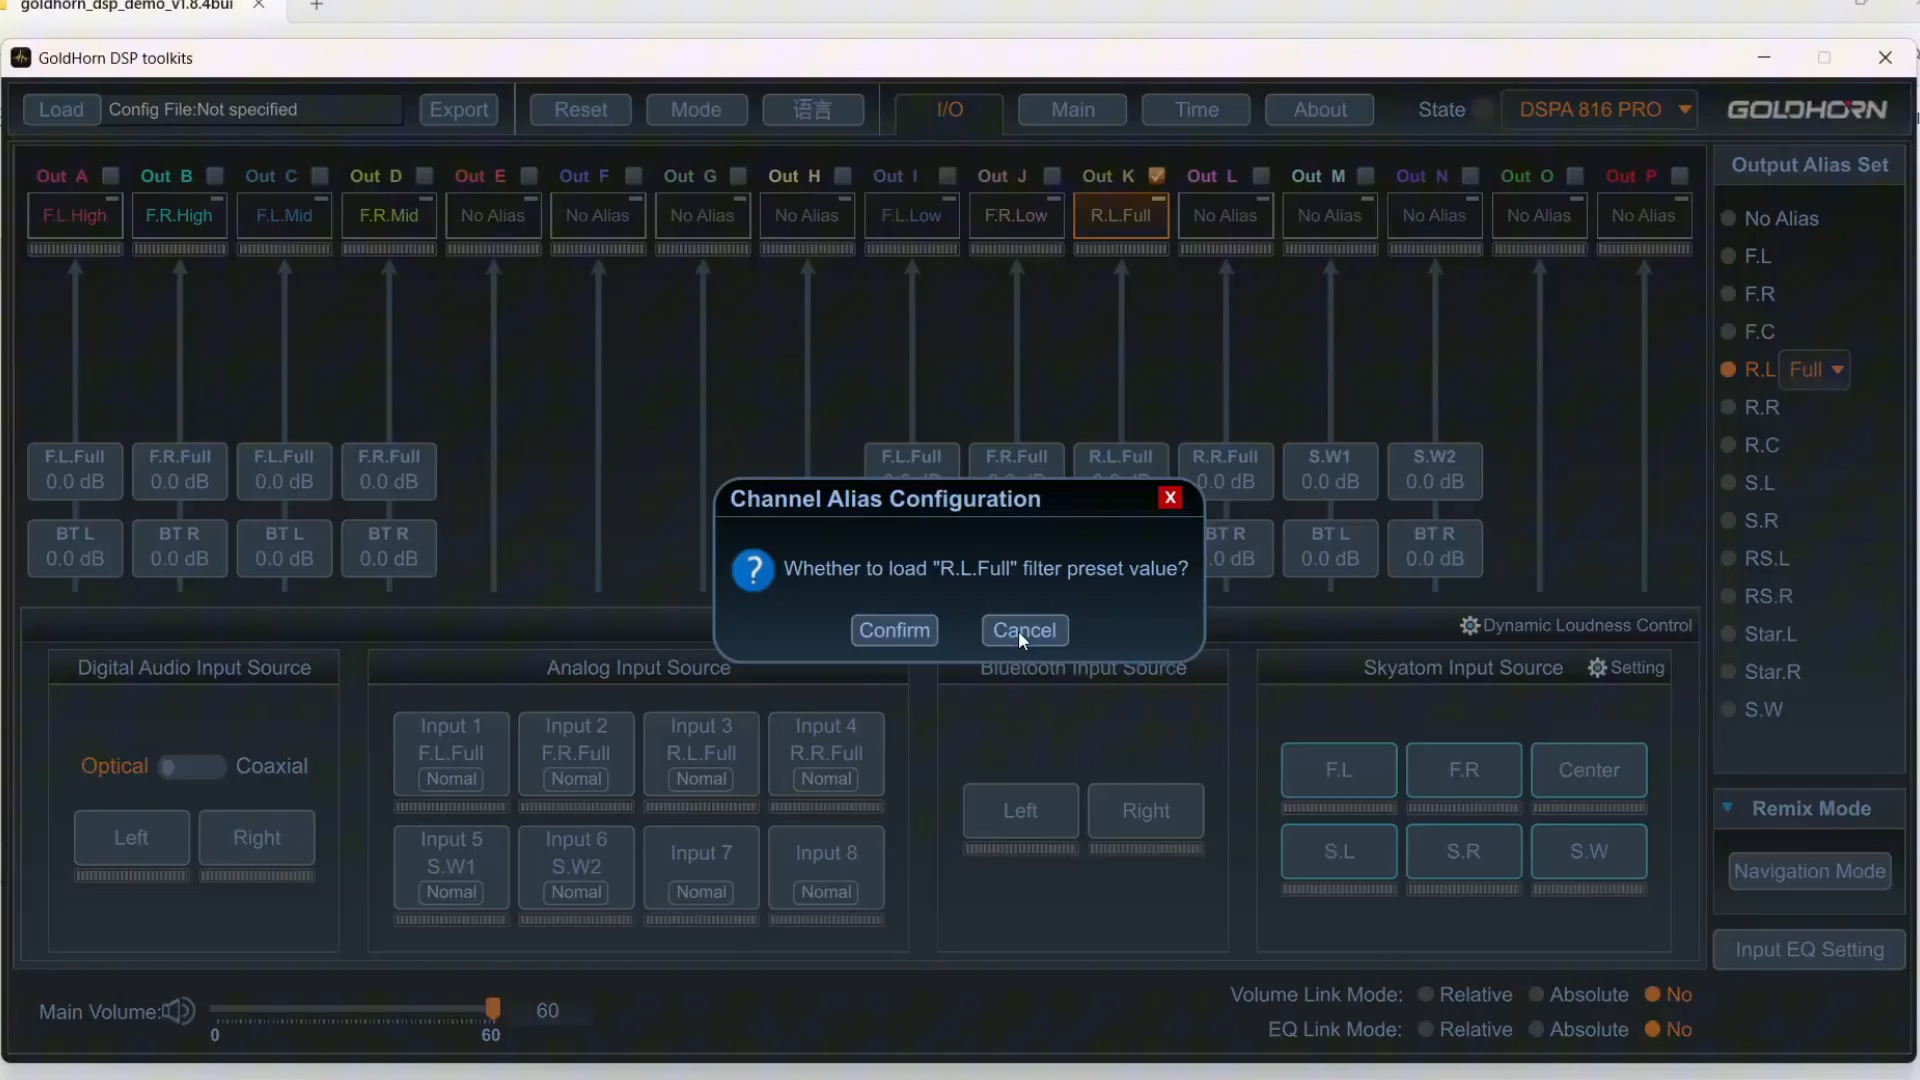 goldhorn_dsp_demo_v1.8.4bui
GoldHorn DSP toolkits
Load Config File:Not specified Export Reset Mode 语言 I/O Main Time About State DSPA 816 PRO GOLDHORN
Out A Out B Out C Out D Out E Out F Out G Out H Out I Out J Out K Out L Out M Out N Out O Out P
F.L.High F.R.High F.L.Mid F.R.Mid No Alias No Alias No Alias No Alias F.L.Low F.R.Low R.L.Full No Alias No Alias No Alias No Alias No Alias
F.L.Full F.R.Full F.L.Full F.R.Full F.L.Full F.R.Full R.L.Full R.R.Full S.W1 S.W2
0.0 dB 0.0 dB 0.0 dB 0.0 dB 0.0 dB 0.0 dB 0.0 dB 0.0 dB 0.0 dB 0.0 dB
BT L BT R BT L BT R BT R BT L BT R
0.0 dB 0.0 dB 0.0 dB 0.0 dB .0 dB 0.0 dB 0.0 dB
Channel Alias Configuration X
? Whether to load "R.L.Full" filter preset value?
Confirm Cancel
Dynamic Loudness Control
Digital Audio Input Source
Optical Coaxial
Left Right
Analog Input Source
Input 1 Input 2 Input 3 Input 4
F.L.Full F.R.Full R.L.Full R.R.Full
Nomal Nomal Nomal Nomal
Input 5 Input 6 Input 7 Input 8
S.W1 S.W2
Nomal Nomal Nomal Nomal
Bluetooth Input Source
Left Right
Skyatom Input Source Setting
F.L F.R Center
S.L S.R S.W
Output Alias Set
No Alias
F.L
F.R
F.C
R.L Full
R.R
R.C
S.L
S.R
RS.L
RS.R
Star.L
Star.R
S.W
Remix Mode
Navigation Mode
Input EQ Setting
Main Volume: 60
0 60
Volume Link Mode: Relative Absolute No
EQ Link Mode: Relative Absolute No